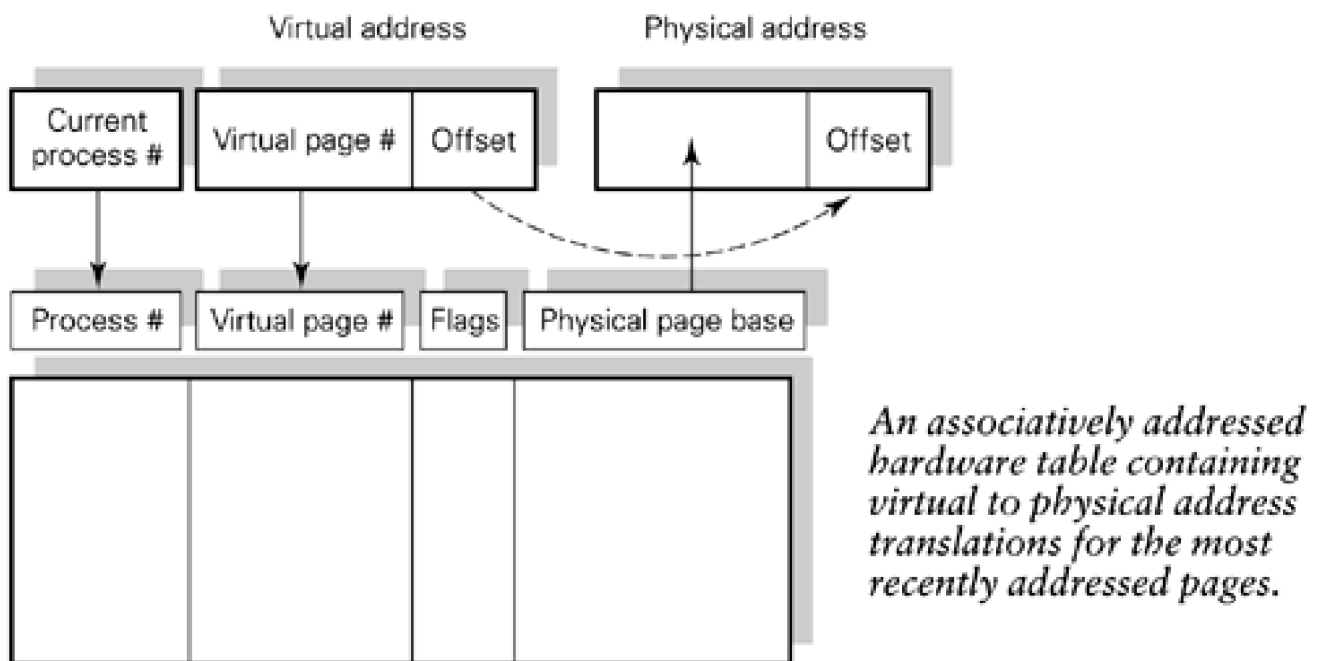 Virtual address
Physical address
Current
process #
Virtual page #
Offset
Offset
Process #
Virtual page #
Flags
Physical page base
An associatively addressed
hardware table containing
virtual to physical address
translations for the most
recently addressed pages.